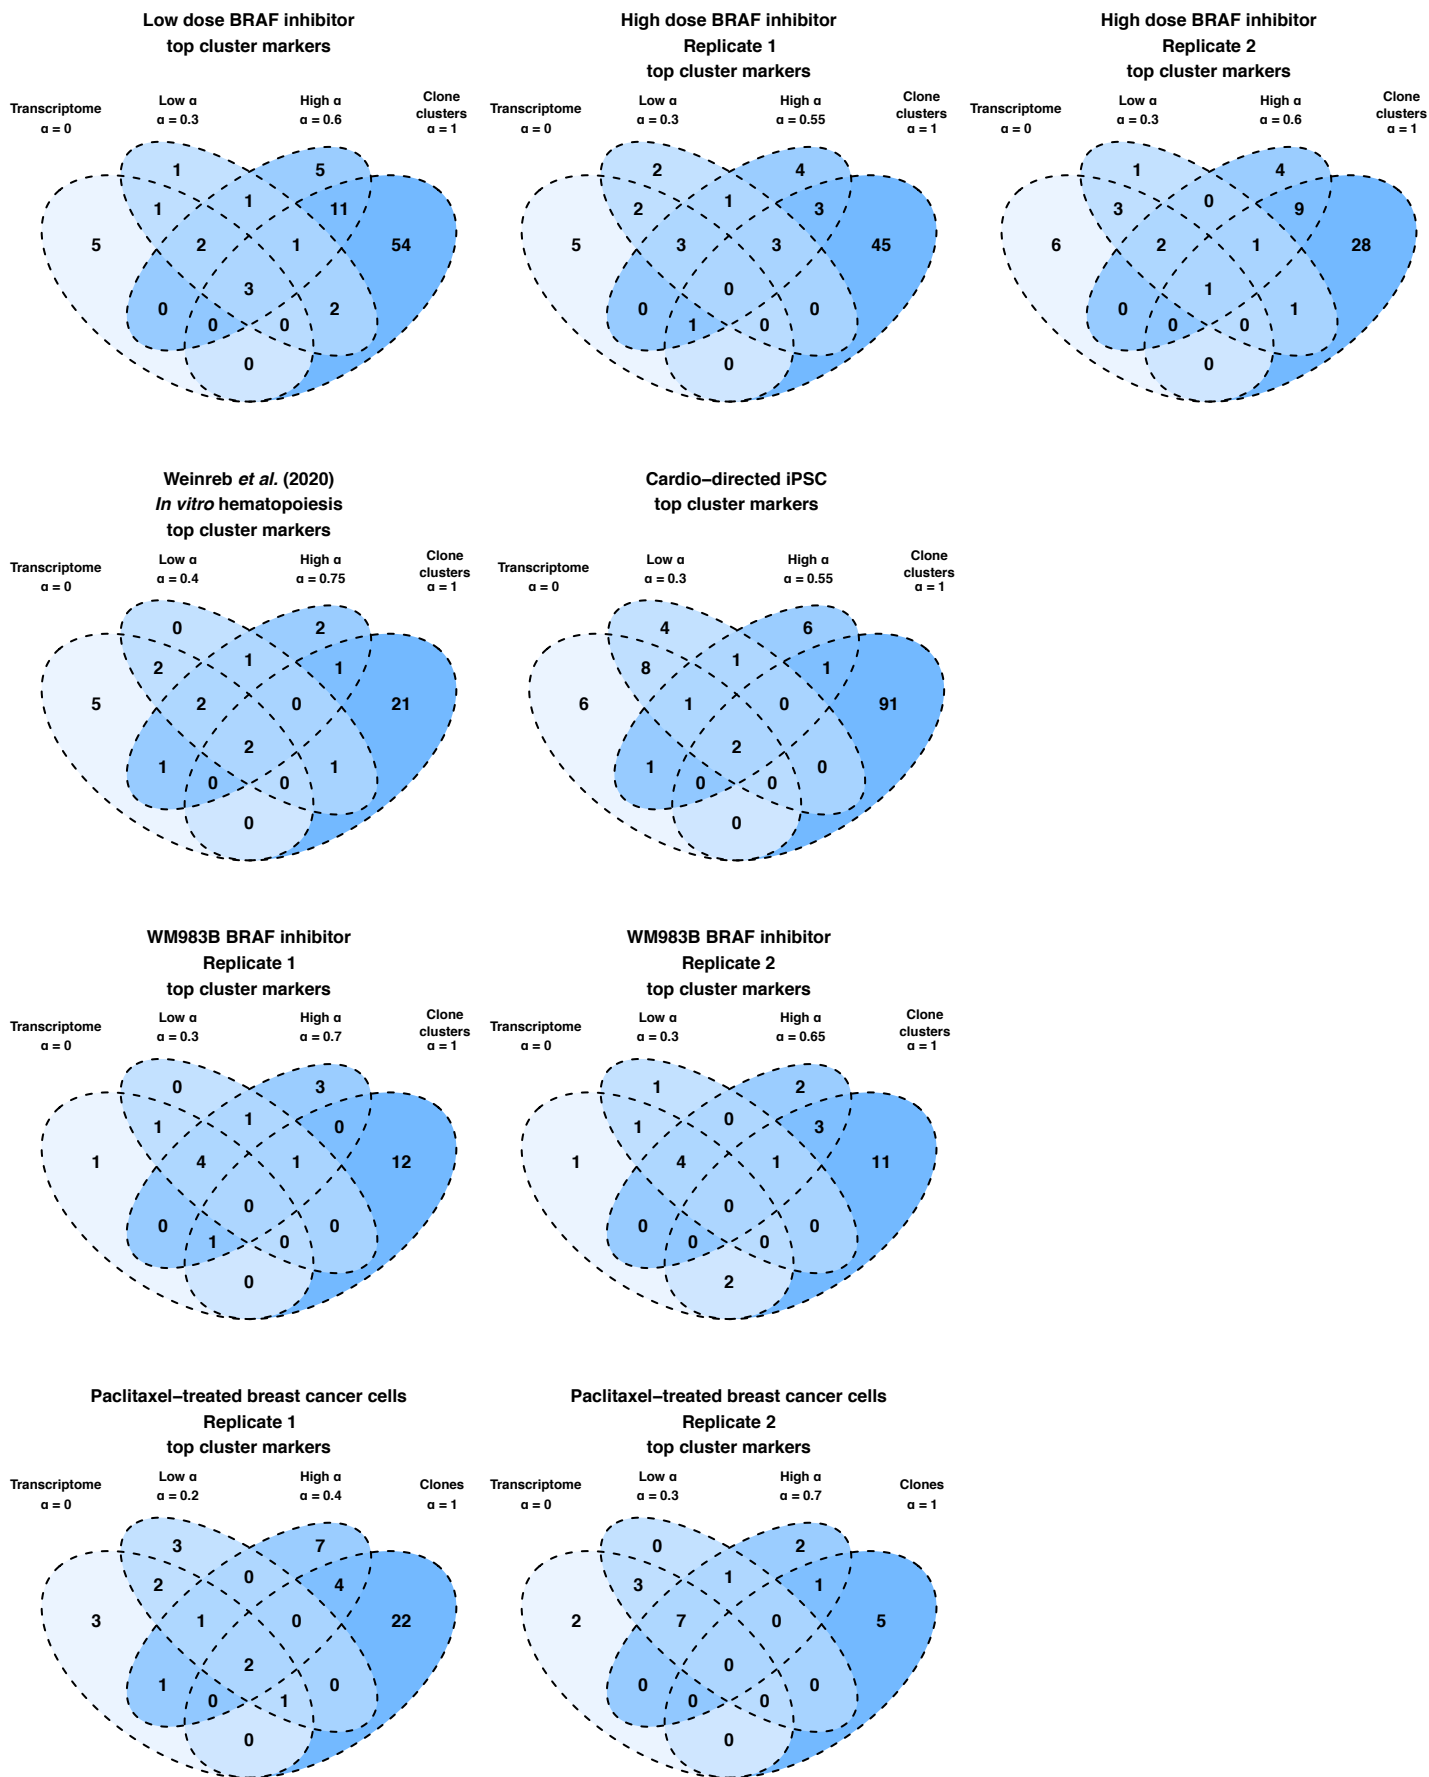 Low dose BRAF inhibitor
top cluster markers
Transcriptome
α = 0
Low α
α = 0.3
High α
α = 0.6
Clone
clusters
α = 1
1
5
1
1
11
5
2
1
54
3
0
2
0
0
0
High dose BRAF inhibitor
Replicate 1
top cluster markers
Transcriptome
α = 0
Low α
α = 0.3
High α
α = 0.55
Clone
clusters
α = 1
2
4
2
1
3
5
3
3
45
0
0
0
1
0
0
High dose BRAF inhibitor
Replicate 2
top cluster markers
Transcriptome
α = 0
Low α
α = 0.3
High α
α = 0.6
Clone
clusters
α = 1
1
4
3
0
9
6
2
1
28
1
0
1
0
0
0
Weinreb et al. (2020)
In vitro hematopoiesis
top cluster markers
Transcriptome
α = 0
Low α
α = 0.4
High α
α = 0.75
Clone
clusters
α = 1
0
2
2
1
1
5
2
0
21
2
1
1
0
0
0
Cardio−directed iPSC
top cluster markers
Transcriptome
α = 0
Low α
α = 0.3
High α
α = 0.55
Clone
clusters
α = 1
4
6
8
1
1
6
1
0
91
2
1
0
0
0
0
WM983B BRAF inhibitor
Replicate 1
top cluster markers
Transcriptome
α = 0
Low α
α = 0.3
High α
α = 0.7
Clone
clusters
α = 1
0
3
1
1
0
1
4
1
12
0
0
0
1
0
0
WM983B BRAF inhibitor
Replicate 2
top cluster markers
Transcriptome
α = 0
Low α
α = 0.3
High α
α = 0.65
Clone
clusters
α = 1
1
2
1
0
3
1
4
1
11
0
0
0
0
0
2
Paclitaxel−treated breast cancer cells
Replicate 1
top cluster markers
Transcriptome
α = 0
Low α
α = 0.2
High α
α = 0.4
Clones
α = 1
3
7
2
0
4
3
1
0
22
2
1
0
0
1
0
Paclitaxel−treated breast cancer cells
Replicate 2
top cluster markers
Transcriptome
α = 0
Low α
α = 0.3
High α
α = 0.7
Clones
α = 1
0
2
3
1
1
2
7
0
5
0
0
0
0
0
0